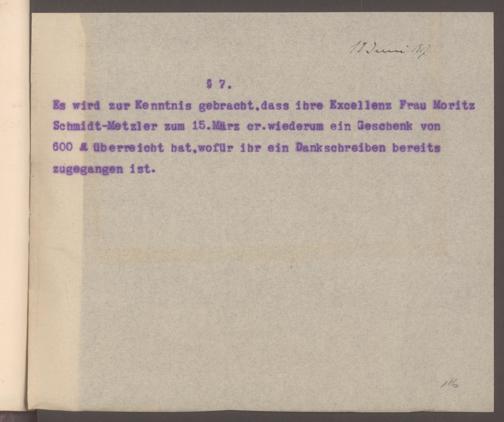 § 7.
Es wird zur Kenntnis gebracht,dass ihre Excellenz Frau Moritz
Schmidt-Metzler zum 15.März cr.wiederum ein Geschenk von
600 M überreicht hat,wofür ihr ein Dankschreiben bereits
zugegangen ist.